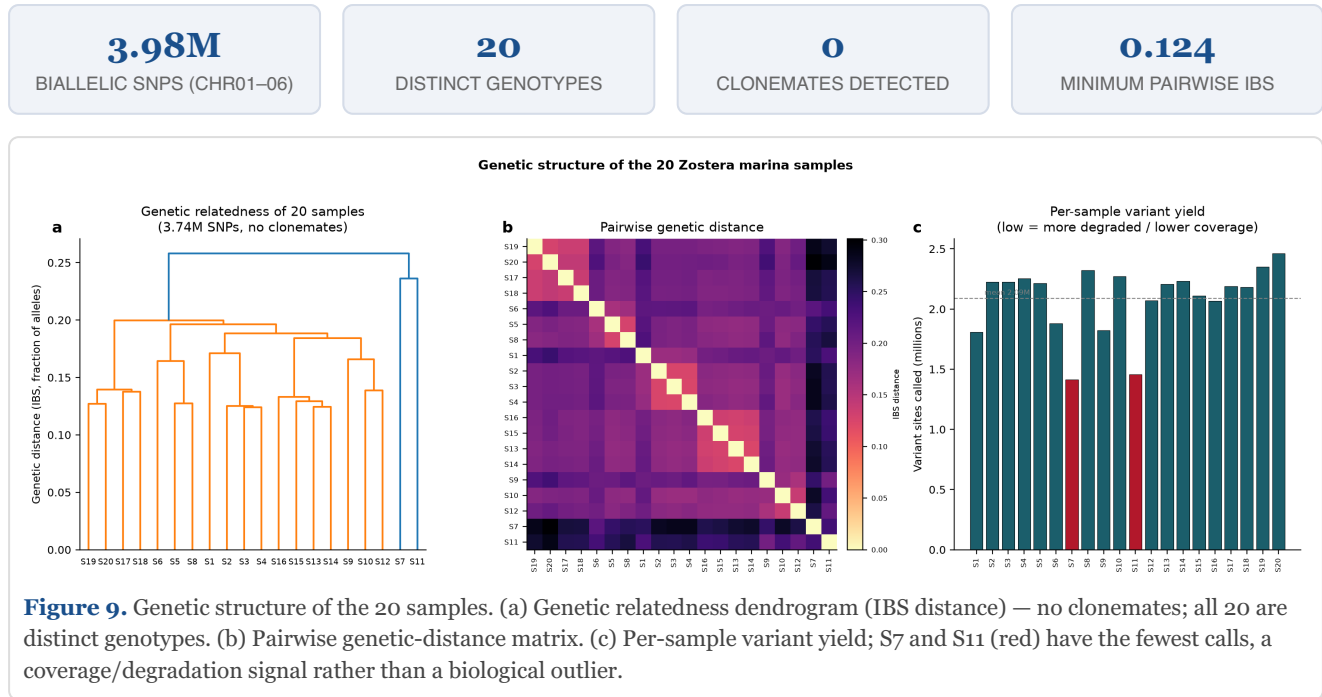 3.98M
BIALLELIC SNPS (CHR01–06)
20
DISTINCT GENOTYPES
0
CLONEMATES DETECTED
0.124
MINIMUM PAIRWISE IBS
Genetic structure of the 20 Zostera marina samples
a
Genetic relatedness of 20 samples
(3.74M SNPs, no clonemates)
Genetic distance (IBS, fraction of alleles)
0.25
0.20
0.15
0.10
0.05
0.00
S19 S20 S17 S18 S6 S5 S8 S1 S2 S3 S4 S16 S15 S13 S14 S9 S10 S12 S7 S11
b
Pairwise genetic distance
S19
S20
S17
S18
S6
S5
S8
S1
S2
S3
S4
S16
S15
S13
S14
S9
S10
S12
S7
S11
S19 S20 S17 S18 S6 S5 S8 S1 S2 S3 S4 S16 S15 S13 S14 S9 S10 S12 S7 S11
0.30
0.25
0.20
0.15
0.10
0.05
0.00
IBS distance
c
Per-sample variant yield
(low = more degraded / lower coverage)
Variant sites called (millions)
2.5
2.0
1.5
1.0
0.5
0.0
S1 S2 S3 S4 S5 S6 S7 S8 S9 S10 S11 S12 S13 S14 S15 S16 S17 S18 S19 S20
Figure 9. Genetic structure of the 20 samples. (a) Genetic relatedness dendrogram (IBS distance) — no clonemates; all 20 are
distinct genotypes. (b) Pairwise genetic-distance matrix. (c) Per-sample variant yield; S7 and S11 (red) have the fewest calls, a
coverage/degradation signal rather than a biological outlier.